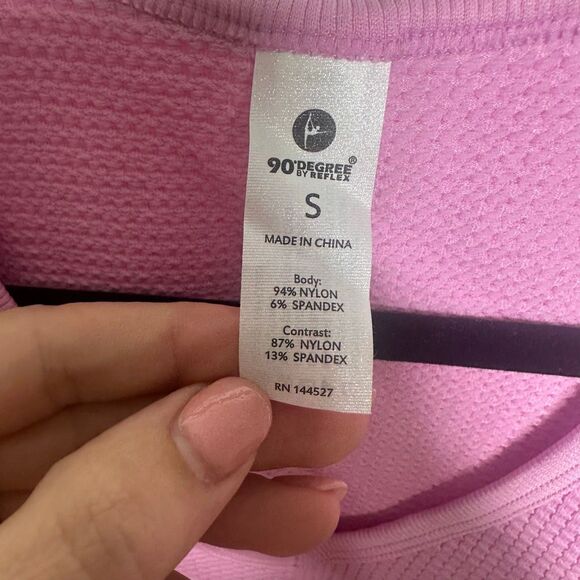 90°DEGREE®
BY REFLEX
S
MADE IN CHINA
Body:
94% NYLON
6% SPANDEX
Contrast:
87% NYLON
13% SPANDEX
RN 144527